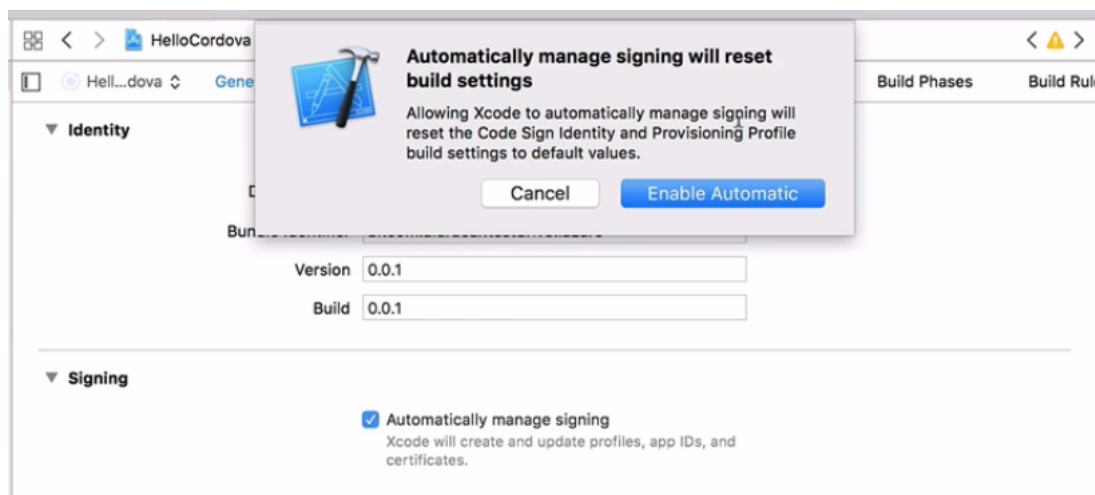 HelloCordova
Automatically manage signing will reset
build settings
Hell...dova
Gene
Build Phases
Build Rul
Allowing Xcode to automatically manage signing will
reset the Code Sign Identity and Provisioning Profile
build settings to default values.
Identity
Cancel
Enable Automatic
Version
0.0.1
Build
0.0.1
Signing
Automatically manage signing
Xcode will create and update profiles, app IDs, and
certificates.